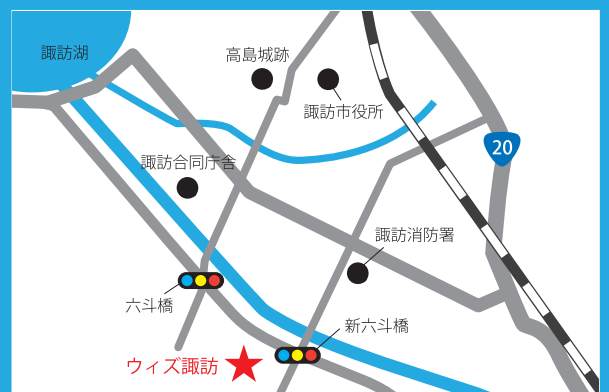 諏訪湖
高島城跡
諏訪市役所
20
諏訪合同庁舎
諏訪消防署
六斗橋
新六斗橋
ウィズ諏訪